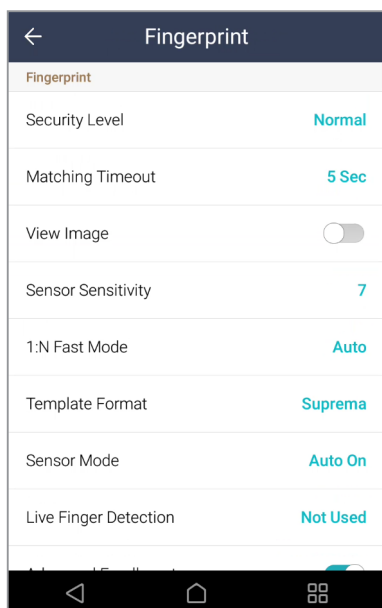 Fingerprint
Fingerprint
Security Level Normal
Matching Timeout 5 Sec
View Image
Sensor Sensitivity 7
1:N Fast Mode Auto
Template Format Suprema
Sensor Mode Auto On
Live Finger Detection Not Used